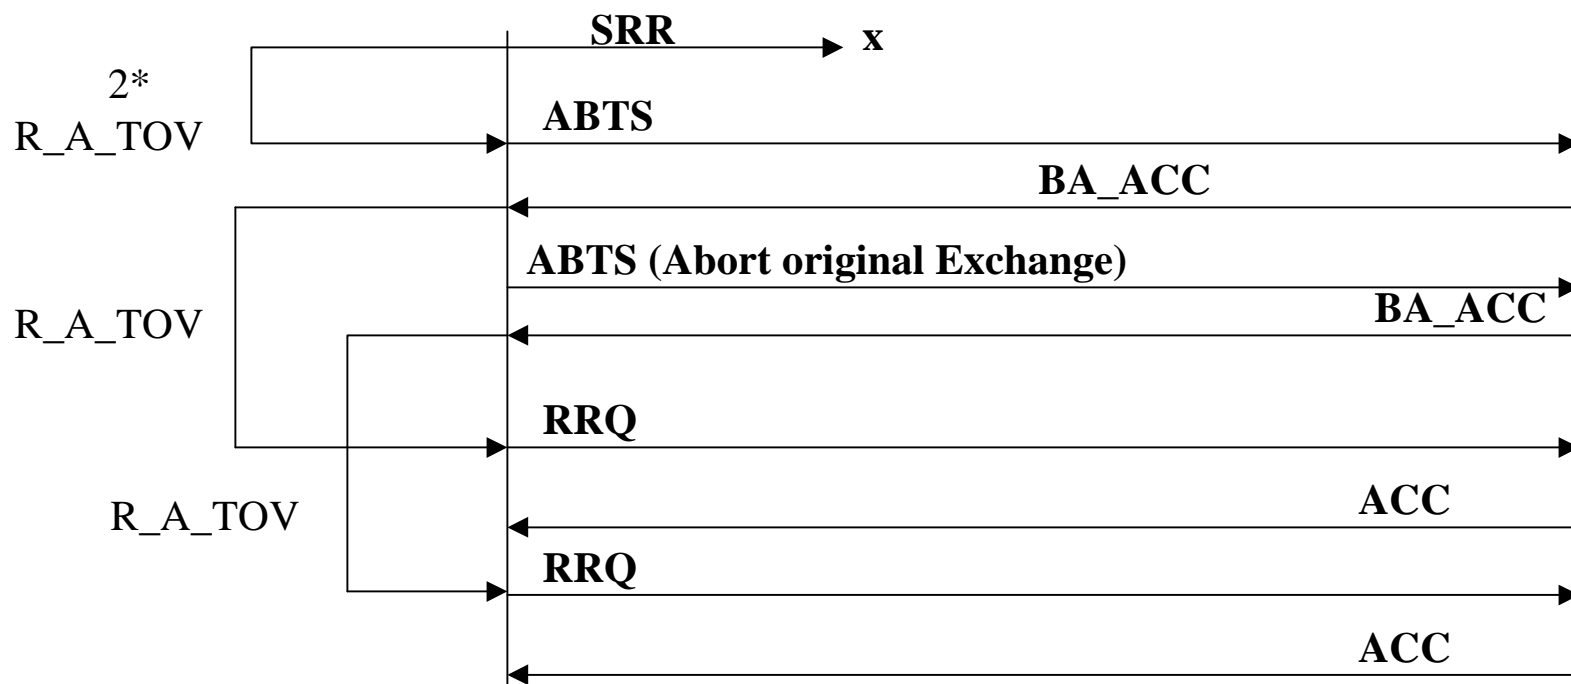 SRR x
2*
R_A_TOV
ABTS
BA_ACC
ABTS (Abort original Exchange)
BA_ACC
R_A_TOV
RRQ
ACC
R_A_TOV
RRQ
ACC